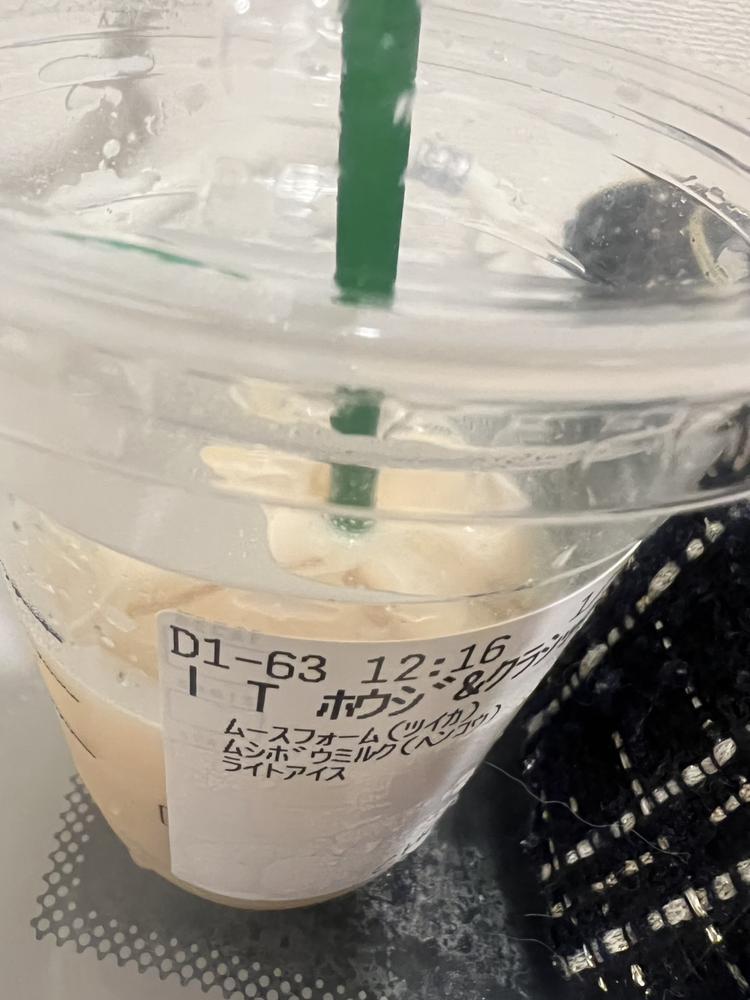 D1-63 12:16
I T ホウジ&クラシ
ムースフォーム(ツイカ)
ムシボウミルク(ヘンコウ)
ライトアイス